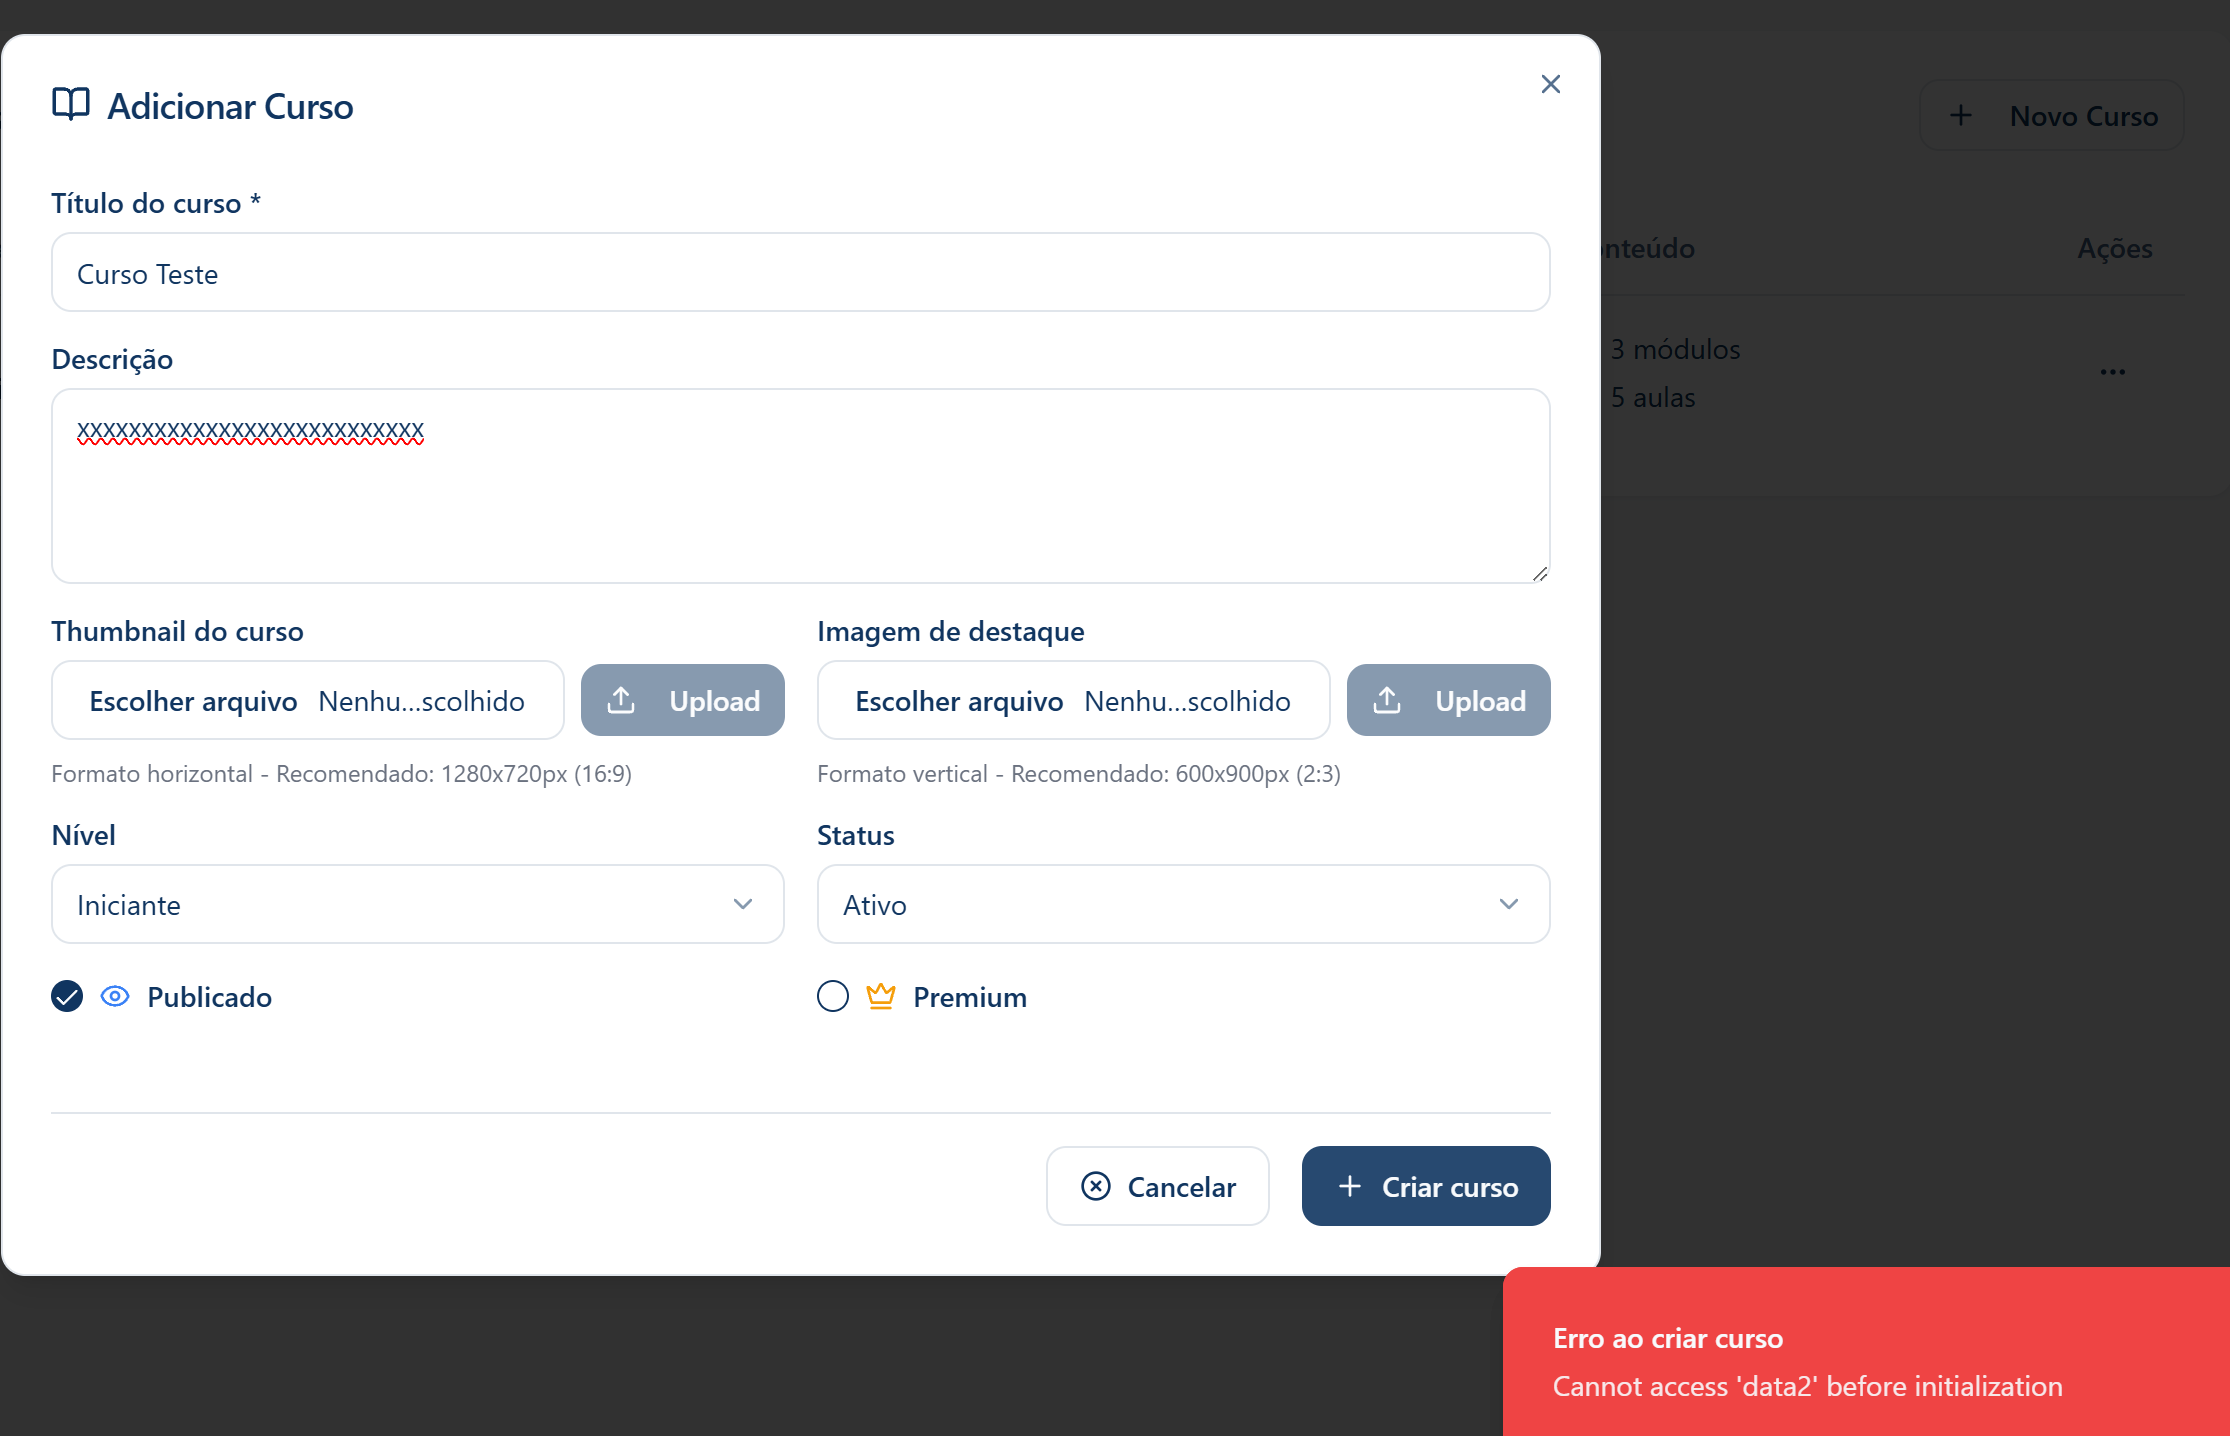 Adicionar Curso
Novo Curso
Título do curso *
Curso Teste
nteúdo
Ações
Descrição
3 módulos
5 aulas
xxxxxxxxxxxxxxxxxxxxxxxxxxx
Thumbnail do curso
Imagem de destaque
Escolher arquivo Nenhu...scolhido
Upload
Escolher arquivo Nenhu...scolhido
Upload
Formato horizontal - Recomendado: 1280x720px (16:9)
Formato vertical - Recomendado: 600x900px (2:3)
Nível
Status
Iniciante
Ativo
Publicado
Premium
Cancelar
Criar curso
Erro ao criar curso
Cannot access 'data2' before initialization